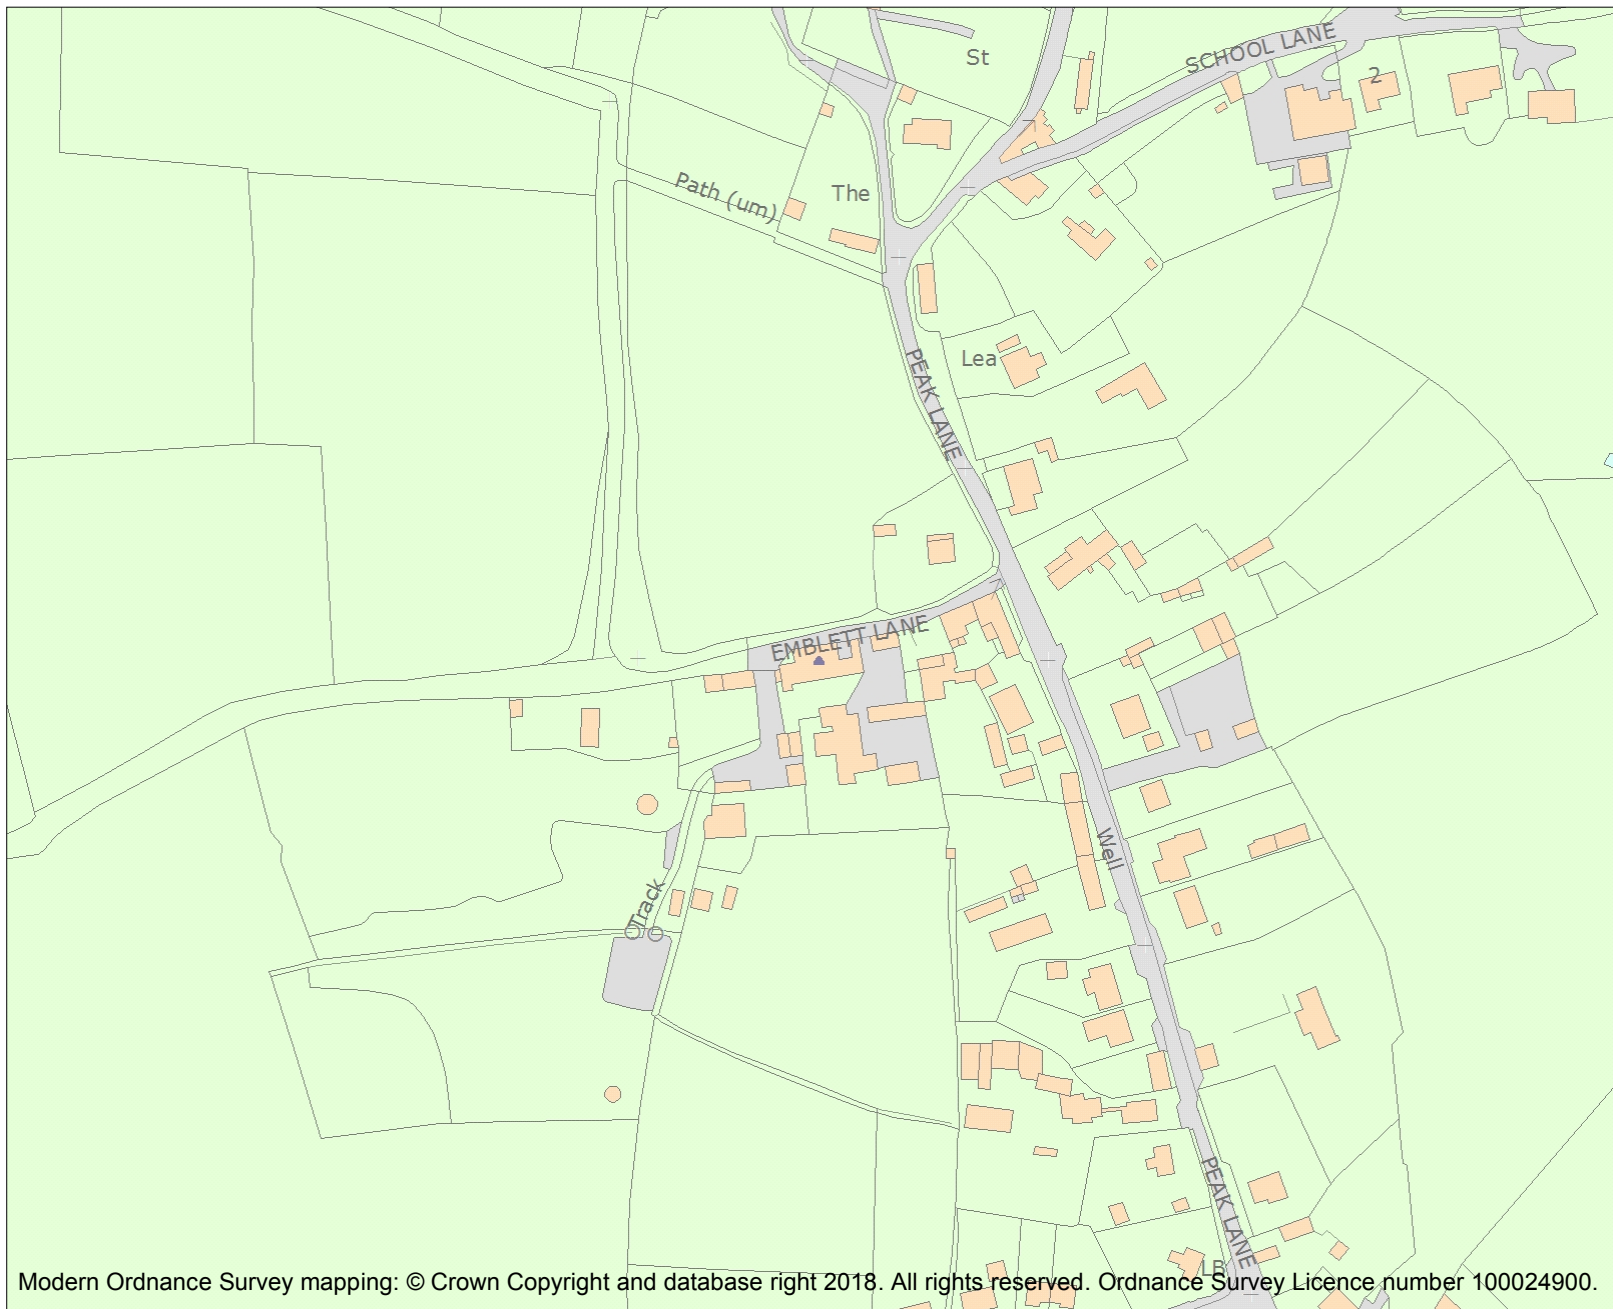 St
SCHOOL LANE
2
Path (um)
The
Lea
PEAK LANE
EMBLETT LANE
Well
Track
PEAK LANE
LB
Modern Ordnance Survey mapping: © Crown Copyright and database right 2018. All rights reserved. Ordnance Survey Licence number 100024900.